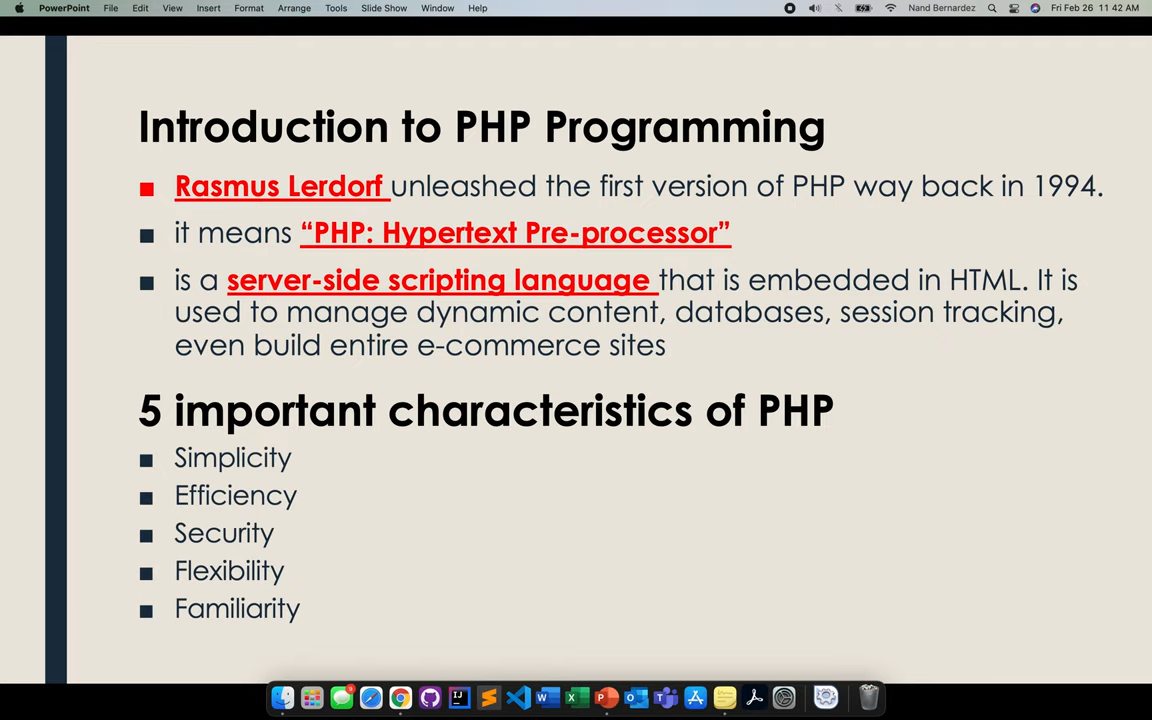 PowerPoint File Edit View Insert Format Arrange Tools Slide Show Window Help Nand Bernardez Fri Feb 26 11:42 AM
Introduction to PHP Programming
Rasmus Lerdorf unleashed the first version of PHP way back in 1994.
it means “PHP: Hypertext Pre-processor”
is a server-side scripting language that is embedded in HTML. It is
used to manage dynamic content, databases, session tracking,
even build entire e-commerce sites
5 important characteristics of PHP
Simplicity
Efficiency
Security
Flexibility
Familiarity